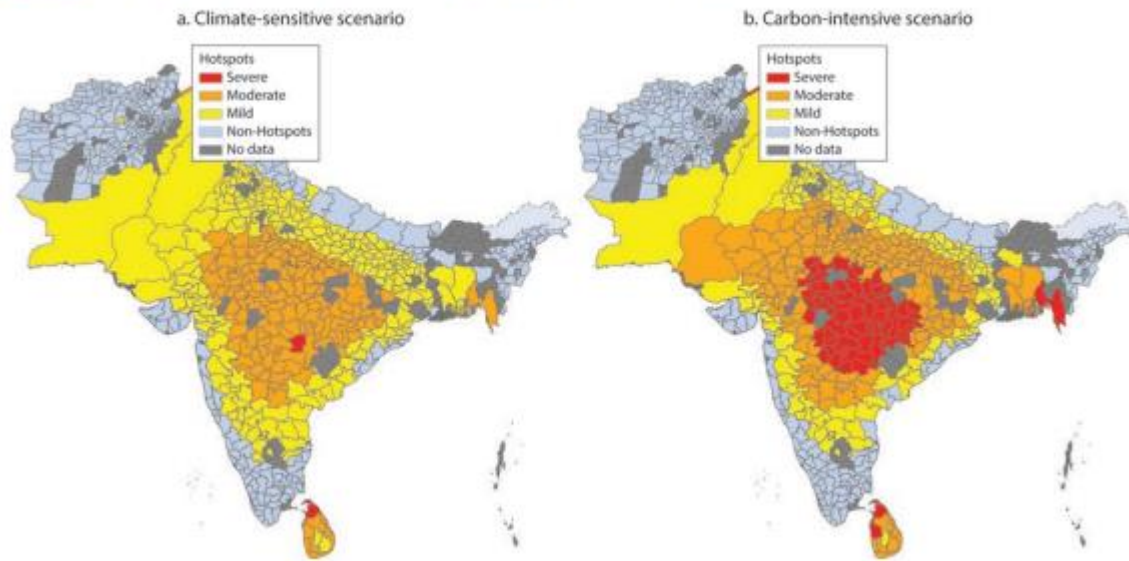 a. Climate-sensitive scenario
Hotspots
Severe
Moderate
Mild
Non-Hotspots
No data
b. Carbon-intensive scenario
Hotspots
Severe
Moderate
Mild
Non-Hotspots
No data